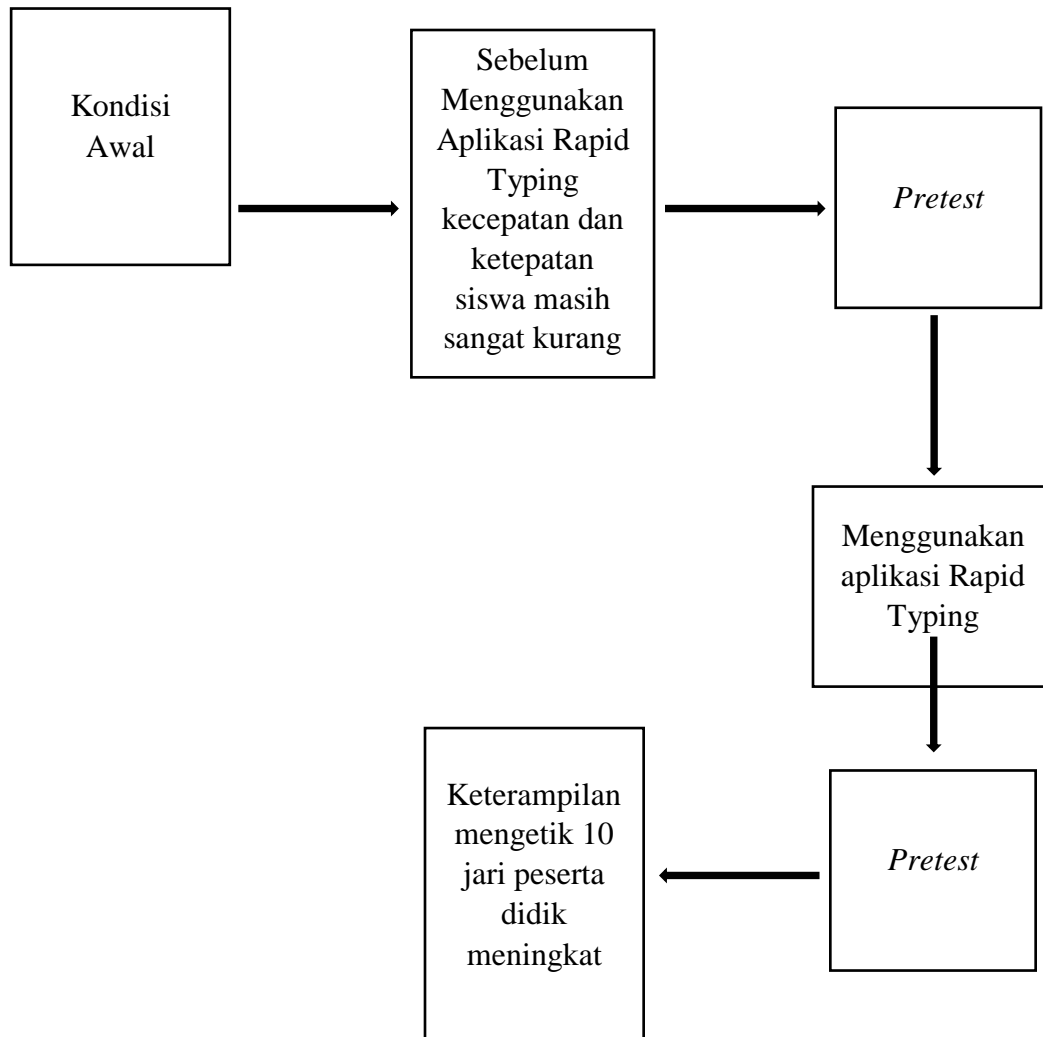 Kondisi
Awal
Sebelum
Menggunakan
Aplikasi Rapid
Typing
kecepatan dan
ketepatan
siswa masih
sangat kurang
Pretest
Menggunakan
aplikasi Rapid
Typing
Pretest
Keterampilan
mengetik 10
jari peserta
didik
meningkat